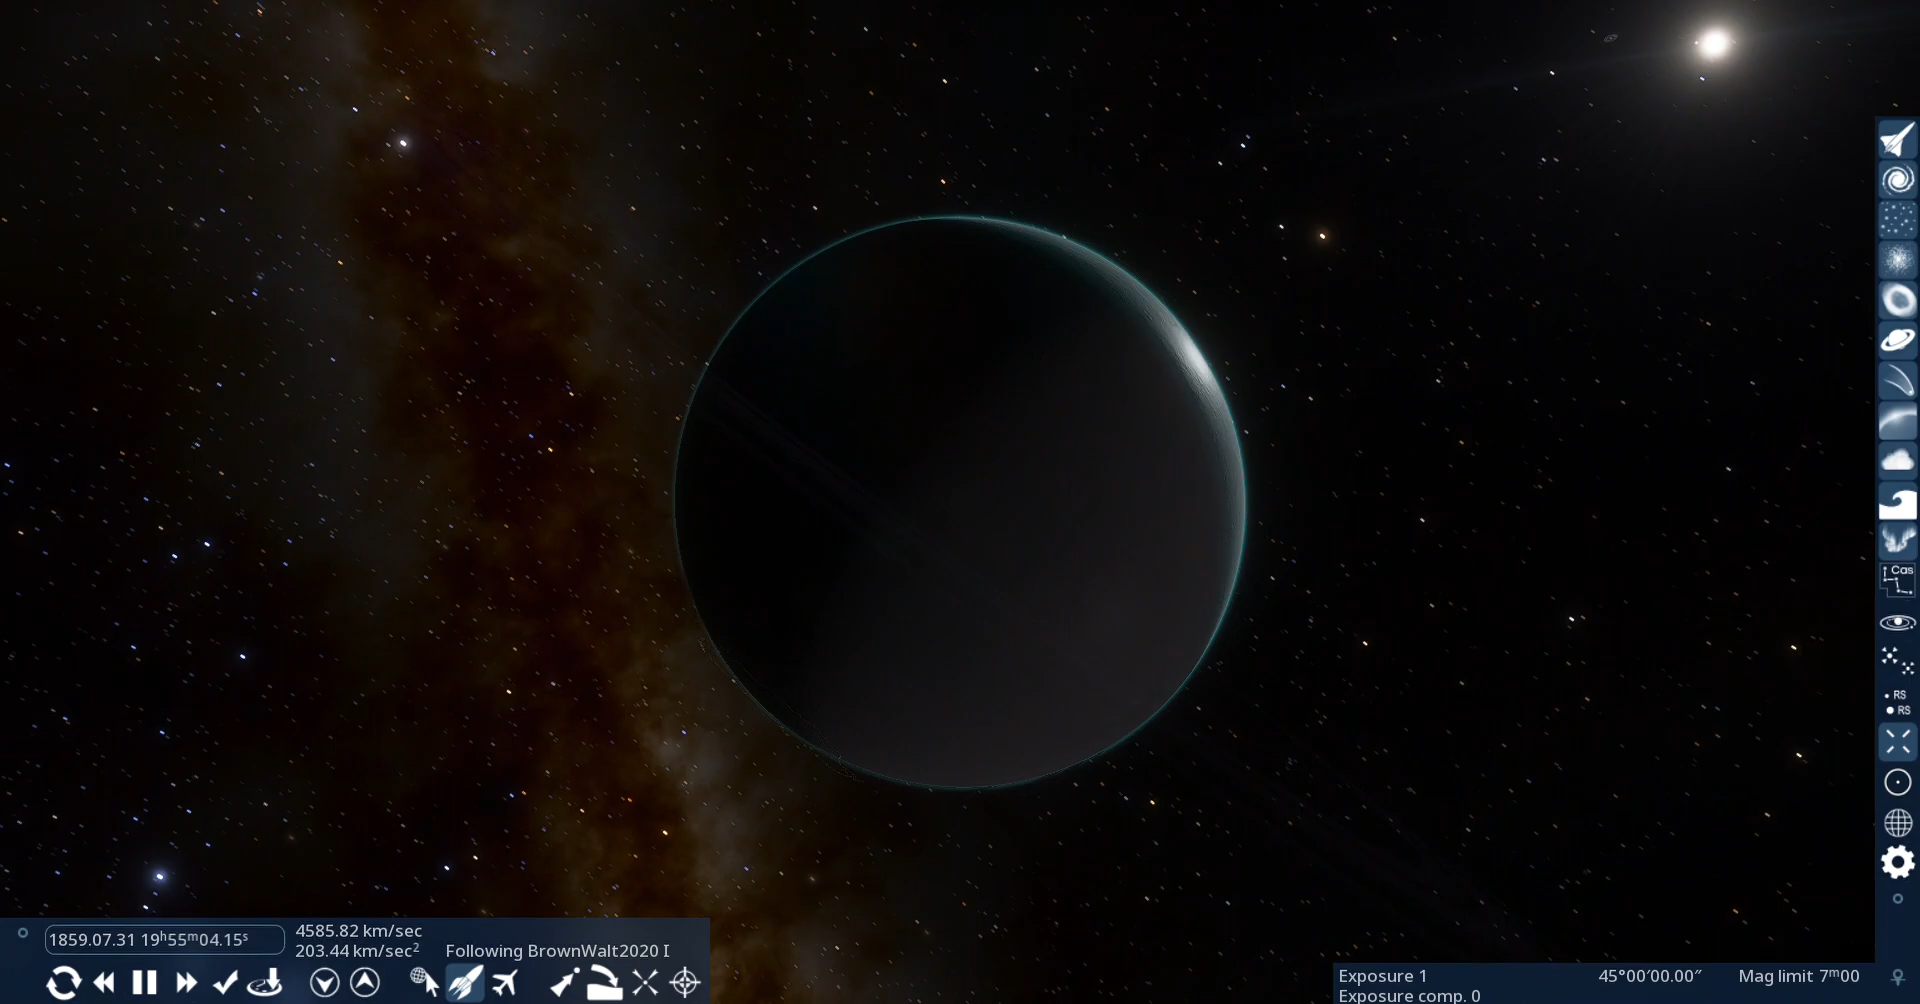 Cas
RS
RS
1859.07.31 19ʰ55ᵐ04.15ˢ
4585.82 km/sec
203.44 km/sec²
Following BrownWalt2020 I
Exposure 1
45°00′00.00″
Mag limit 7ᵐ00
Exposure comp. 0